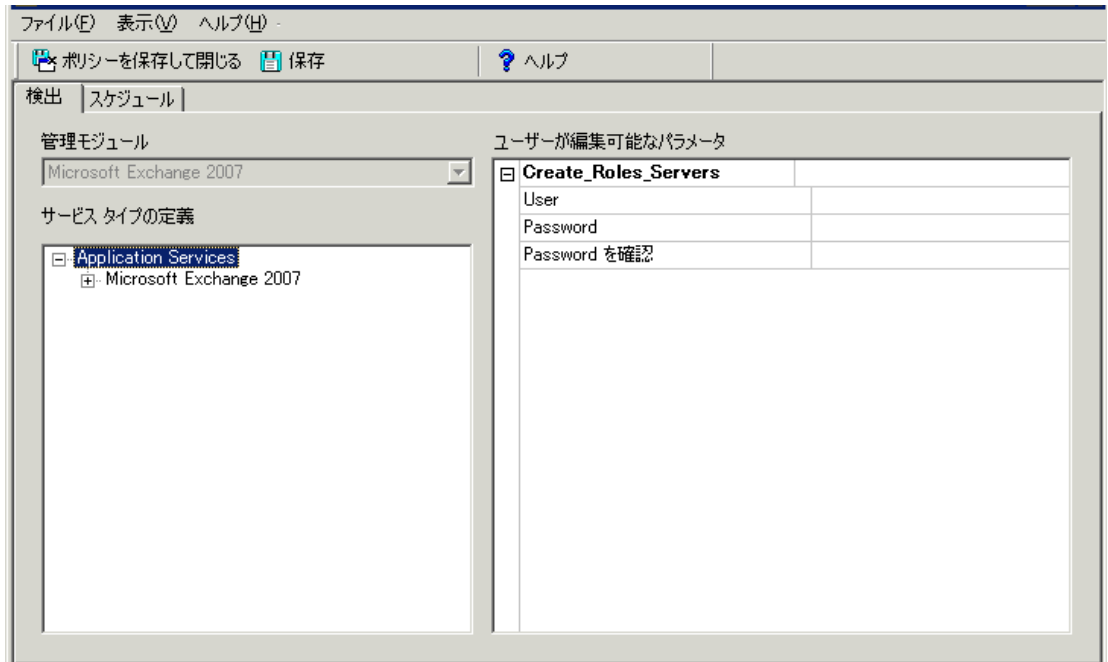 ファイル(F) 表示(V) ヘルプ(H)
ポリシーを保存して閉じる 保存 ヘルプ
検出 スケジュール
管理モジュール
Microsoft Exchange 2007
サービス タイプの定義
Application Services
Microsoft Exchange 2007
ユーザーが編集可能なパラメータ
Create_Roles_Servers
User
Password
Password を確認